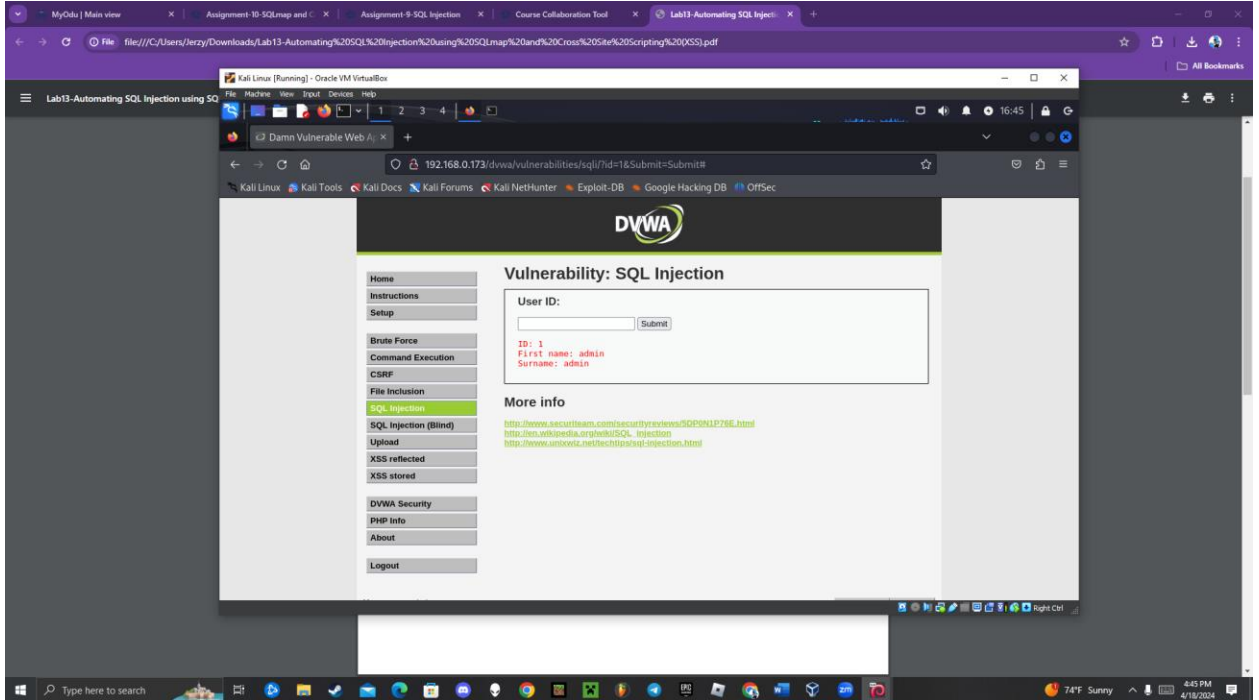 MyOdu | Main view
Assignment-10-SQLmap and C
Assignment-9-SQL Injection
Course Collaboration Tool
Lab13-Automating SQL Injecti
File file:///C:/Users/Jerzy/Downloads/Lab13-Automating%20SQL%20Injection%20using%20SQLmap%20and%20Cross%20Site%20Scripting%20(XSS).pdf
All Bookmarks
Lab13-Automating SQL Injection using SQ
Kali Linux [Running] - Oracle VM VirtualBox
File Machine View Input Devices Help
1 2 3 4
16:45
Damn Vulnerable Web Ap
192.168.0.173/dvwa/vulnerabilities/sqli/?id=1&Submit=Submit#
Kali Linux Kali Tools Kali Docs Kali Forums Kali NetHunter Exploit-DB Google Hacking DB OffSec
DVWA
Home
Instructions
Setup
Brute Force
Command Execution
CSRF
File Inclusion
SQL Injection
SQL Injection (Blind)
Upload
XSS reflected
XSS stored
DVWA Security
PHP Info
About
Logout
Vulnerability: SQL Injection
User ID:
Submit
ID: 1
First name: admin
Surname: admin
More info
http://www.securiteam.com/securityreviews/5DP0N1P76E.html
http://en.wikipedia.org/wiki/SQL_injection
http://www.unixwiz.net/techtips/sql-injection.html
Right Ctrl
Type here to search
74°F Sunny
4:45 PM
4/18/2024